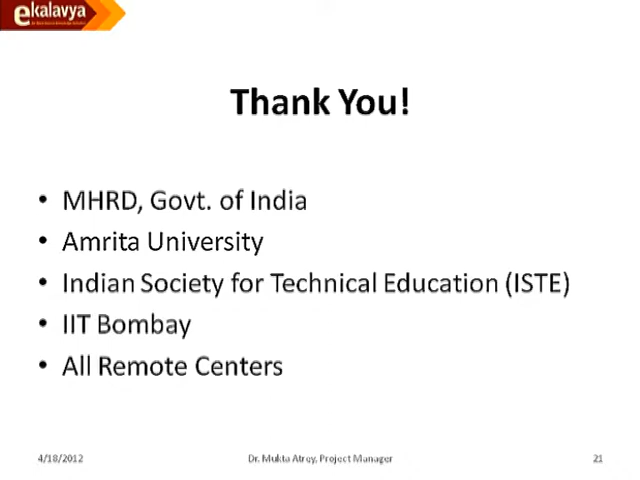 ekalavya
Thank You!
• MHRD, Govt. of India
• Amrita University
• Indian Society for Technical Education (ISTE)
• IIT Bombay
• All Remote Centers
4/18/2012
Dr. Mukta Atrey, Project Manager
21